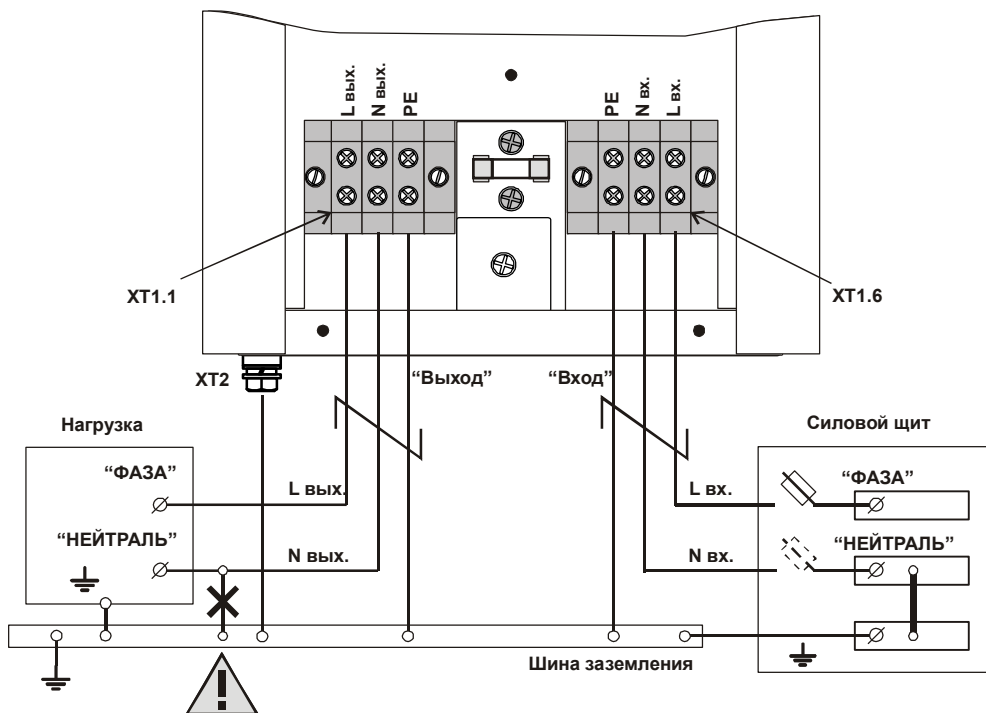 L вых.
N вых.
PE
PE
N вх.
L вх.
XT1.1
XT1.6
XT2
“Выход”
“Вход”
Нагрузка
Силовой щит
“ФАЗА”
L вых.
L вх.
“ФАЗА”
“НЕЙТРАЛЬ”
N вых.
N вх.
“НЕЙТРАЛЬ”
Шина заземления
!